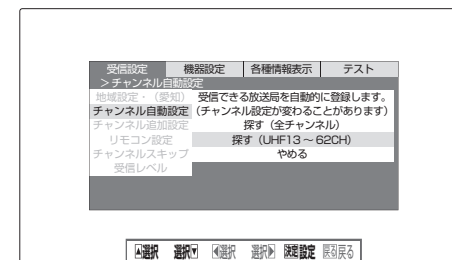 受信設定 機器設定 各種情報表示 テスト
＞チャンネル自動設定
地域設定・（愛知） 受信できる放送局を自動的に登録します。
チャンネル自動設定 （チャンネル設定が変わることがあります）
チャンネル追加設定 探す（全チャンネル）
リモコン設定 探す（UHF13～62CH）
チャンネルスキップ やめる
受信レベル
▲選択 選択▼ ◀選択 選択▶ 決定設定 戻る戻る